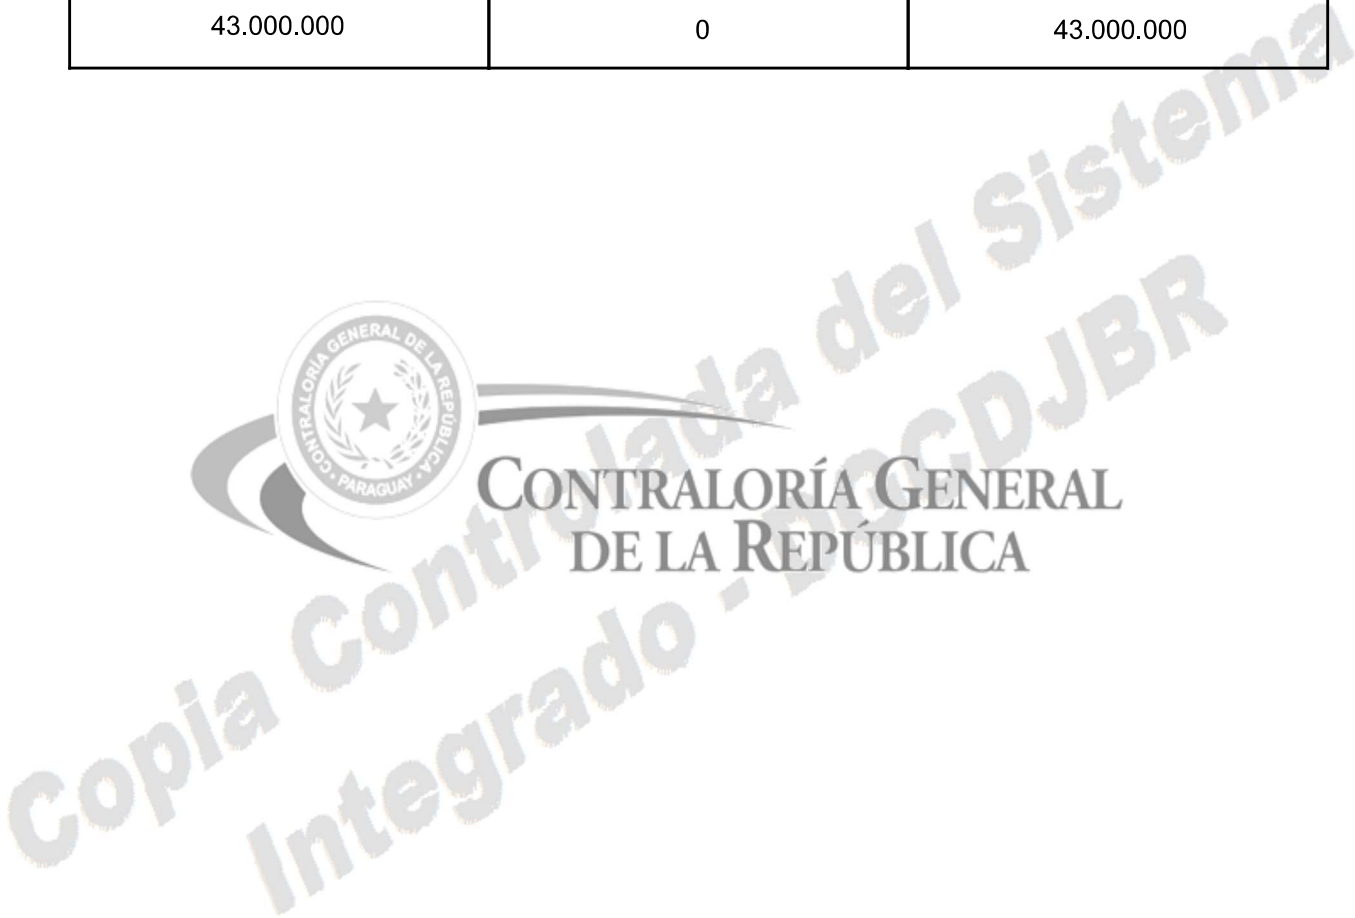 43.000.000 0 43.000.000
CONTRALORÍA GENERAL DE LA REPÚBLICA
· PARAGUAY ·
CONTRALORÍA GENERAL
DE LA REPÚBLICA
Copia Controlada del Sistema
Integrado - DGCDJBR